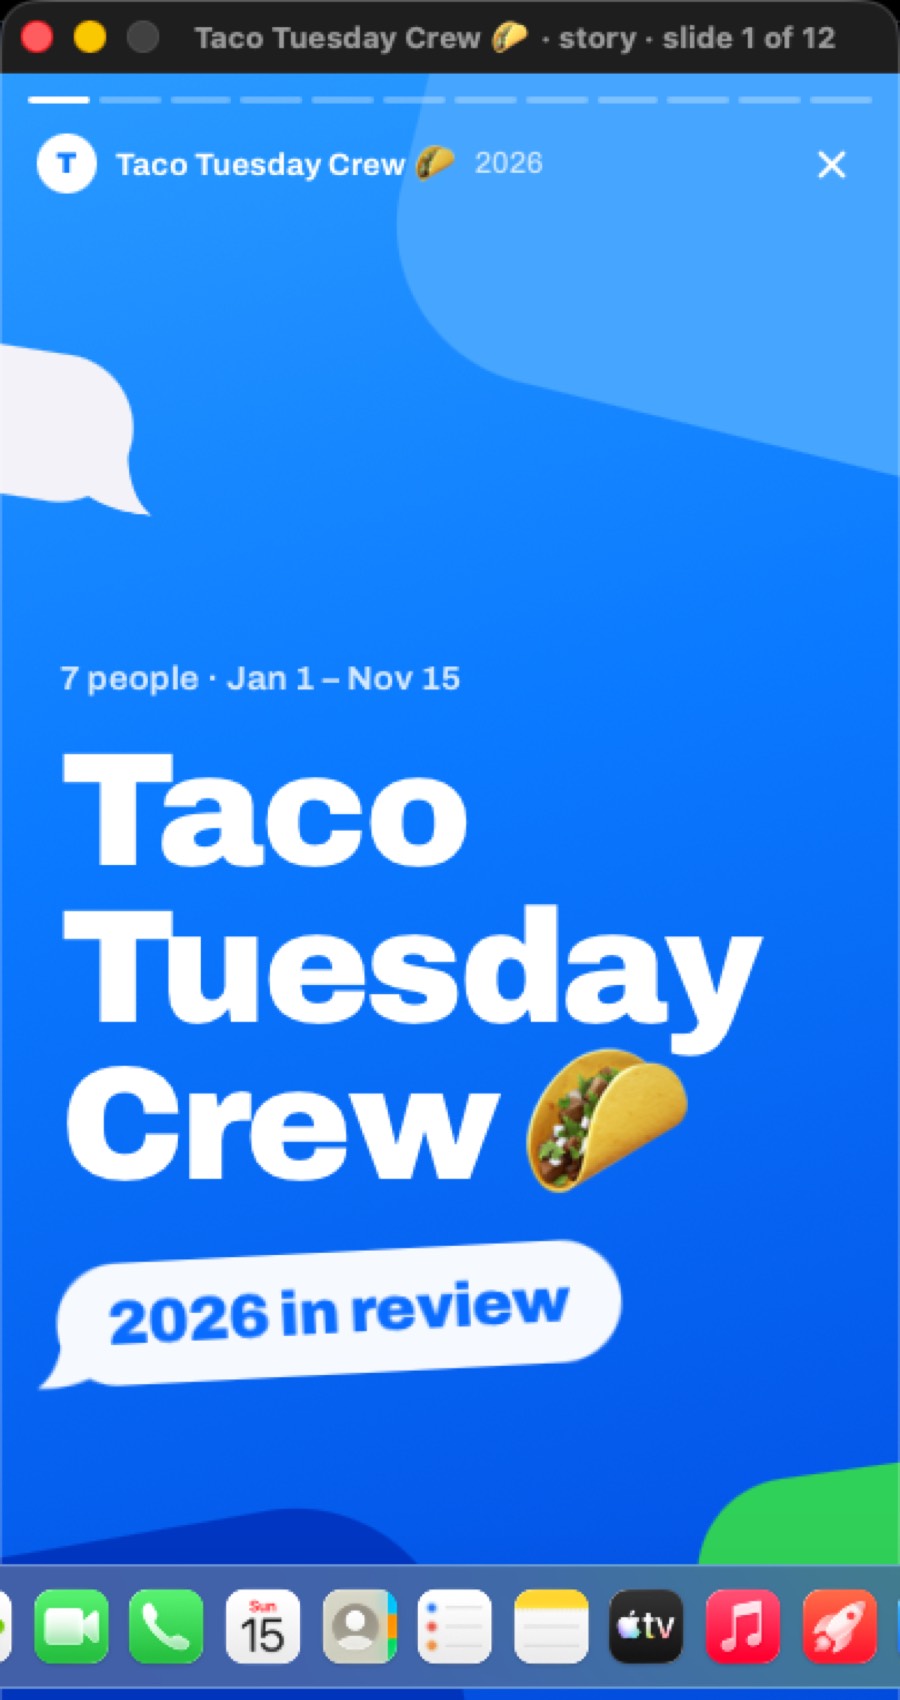 Taco Tuesday Crew 🌮 · story · slide 1 of 12
T Taco Tuesday Crew 🌮 2026 ×
7 people · Jan 1 – Nov 15
Taco
Tuesday
Crew 🌮
2026 in review
Sun
15
tv